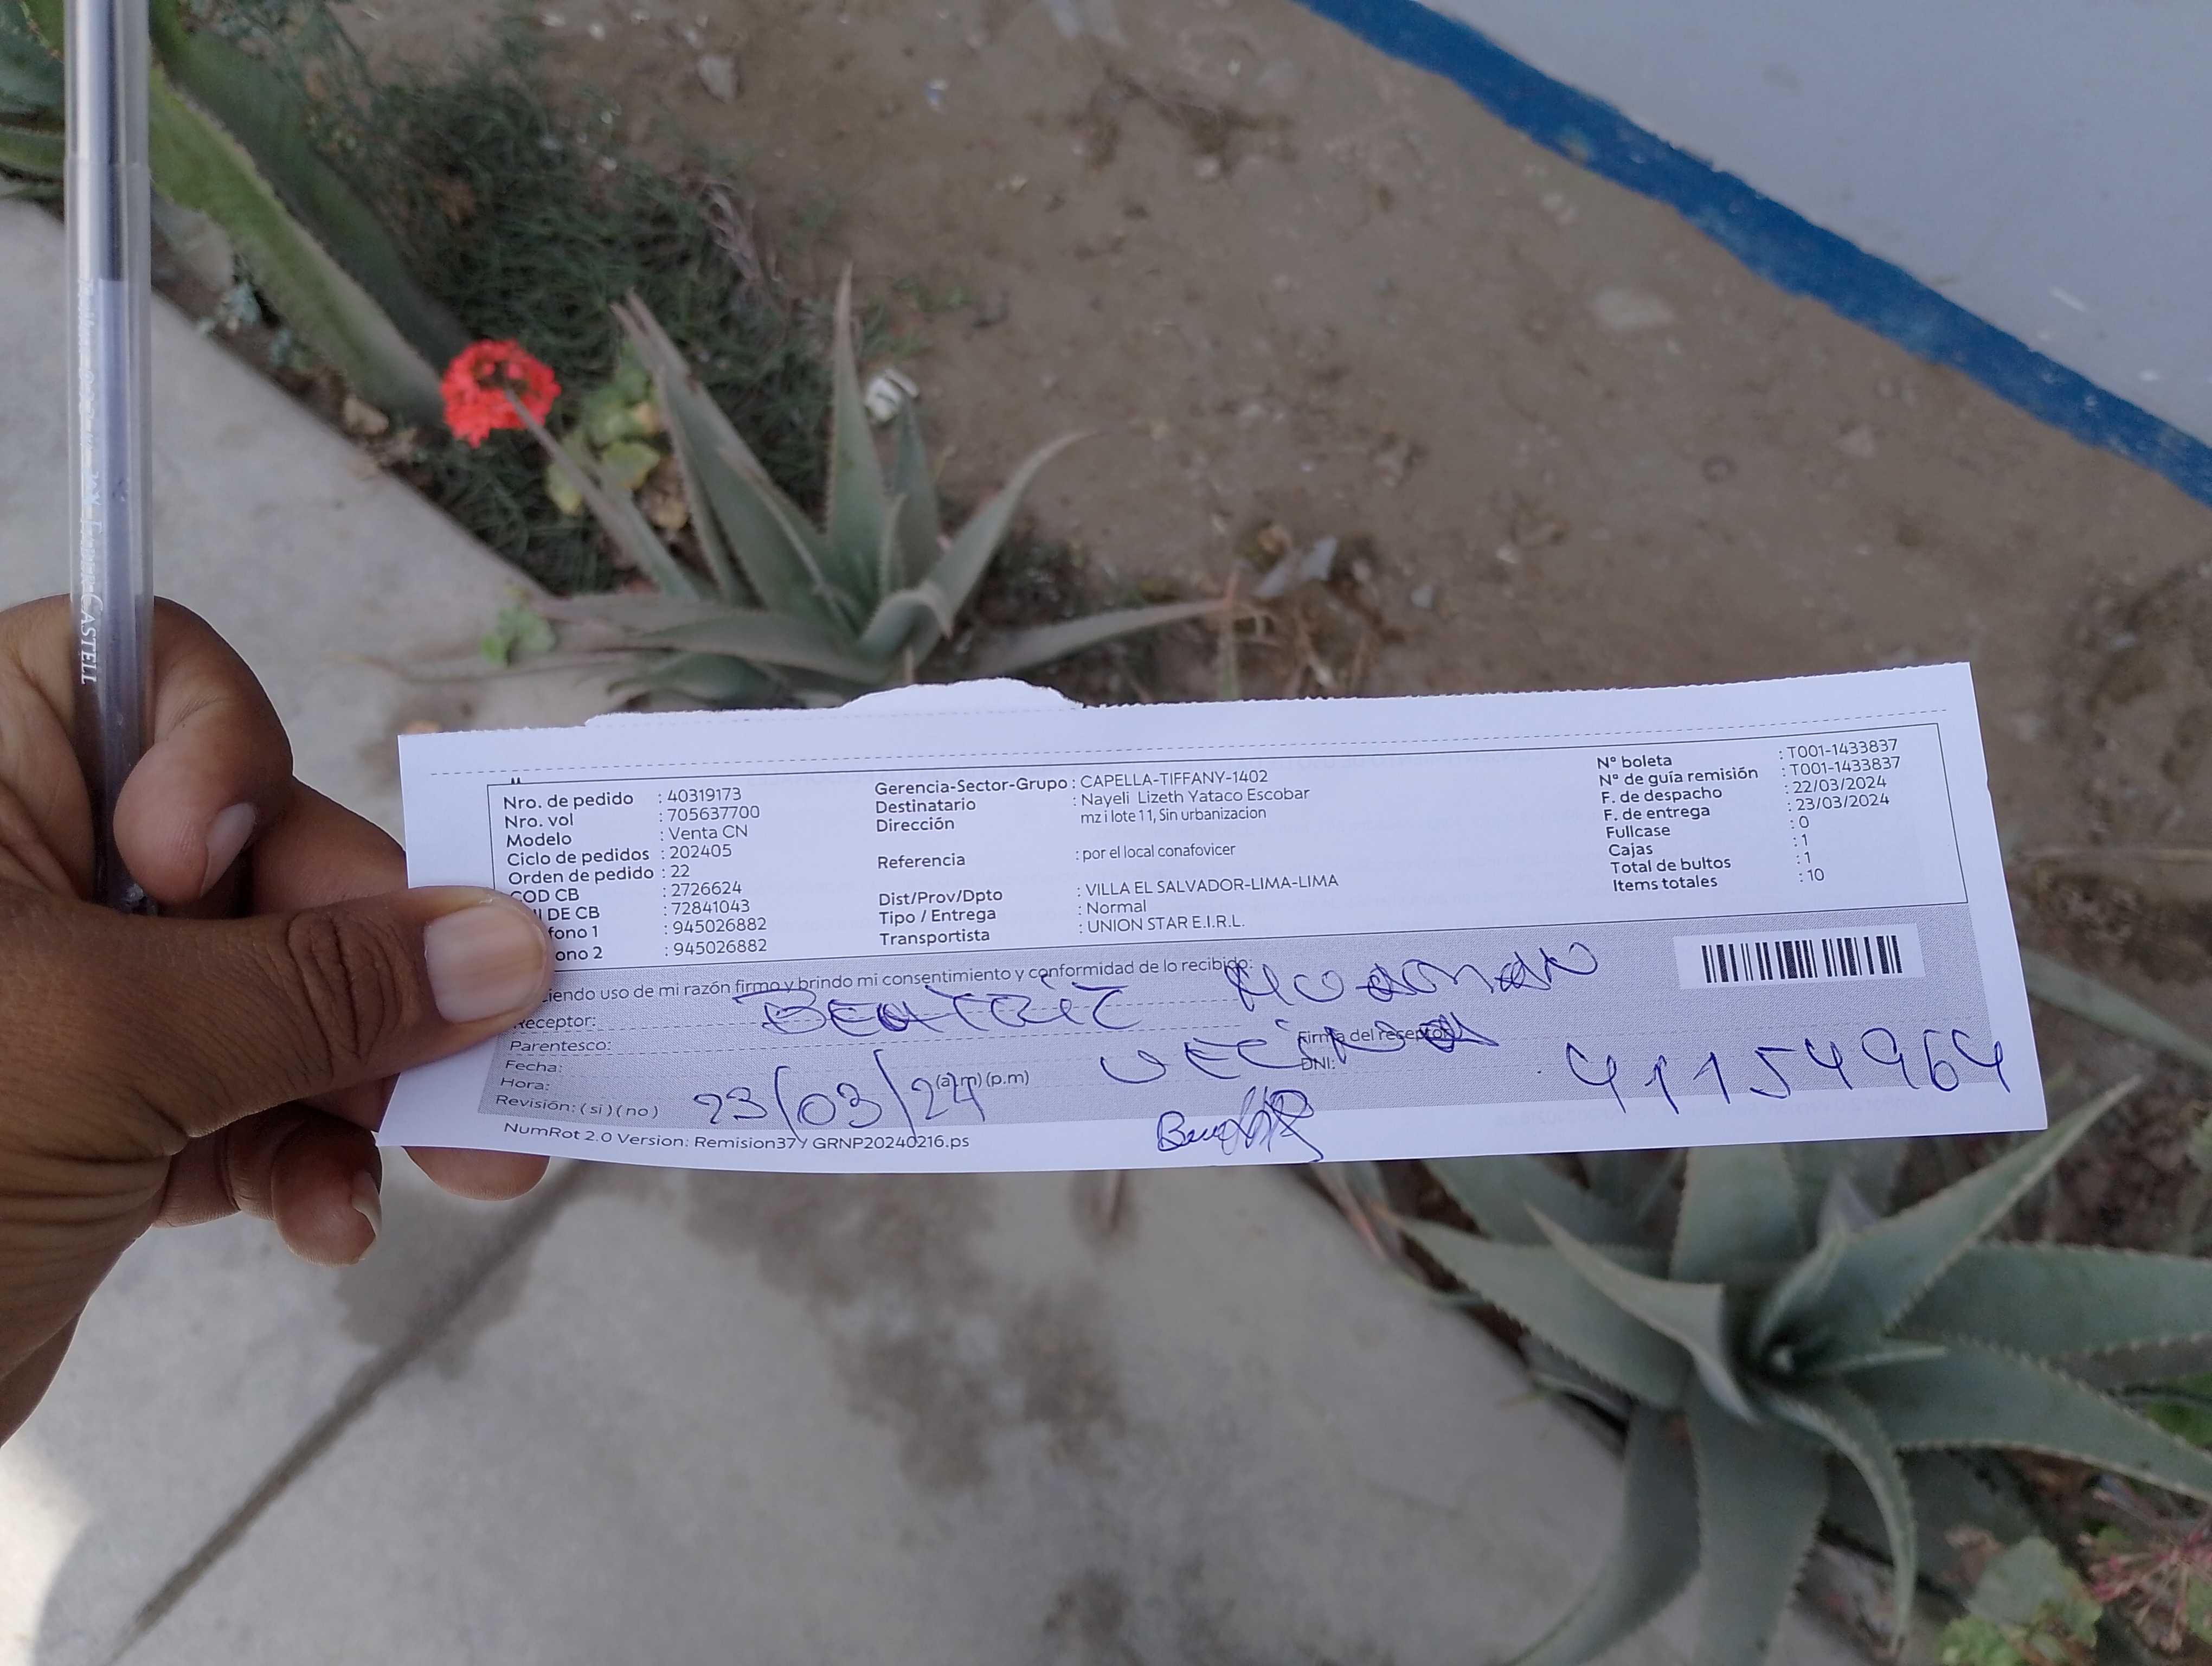 Nro. de pedido : 40319173
Nro. vol : 705637700
Modelo : Venta CN
Ciclo de pedidos : 202405
Orden de pedido : 22
COD CB : 2726624
DE CB : 72841043
fono 1 : 945026882
ono 2 : 945026882
Gerencia-Sector-Grupo : CAPELLA-TIFFANY-1402
Destinatario : Nayeli Lizeth Yataco Escobar
Dirección mz i lote 11, Sin urbanizacion
Referencia : por el local conafovicer
Dist/Prov/Dpto : VILLA EL SALVADOR-LIMA-LIMA
Tipo / Entrega : Normal
Transportista : UNION STAR E.I.R.L.
N° boleta : T001-1433837
N° de guía remisión : T001-1433837
F. de despacho : 22/03/2024
F. de entrega : 23/03/2024
Fullcase : 0
Cajas : 1
Total de bultos : 1
Items totales : 10
ciendo uso de mi razón firmo y brindo mi consentimiento y conformidad de lo recibido:
Receptor: BEATRIZ
Parentesco: VECINA
Firma del receptor
Fecha: 23/03/24
DNI: 41154964
Hora: (a.m) (p.m)
Revisión: ( si ) ( no )
NumRot 2.0 Version: Remision37Y GRNP20240216.ps
FABER-CASTELL